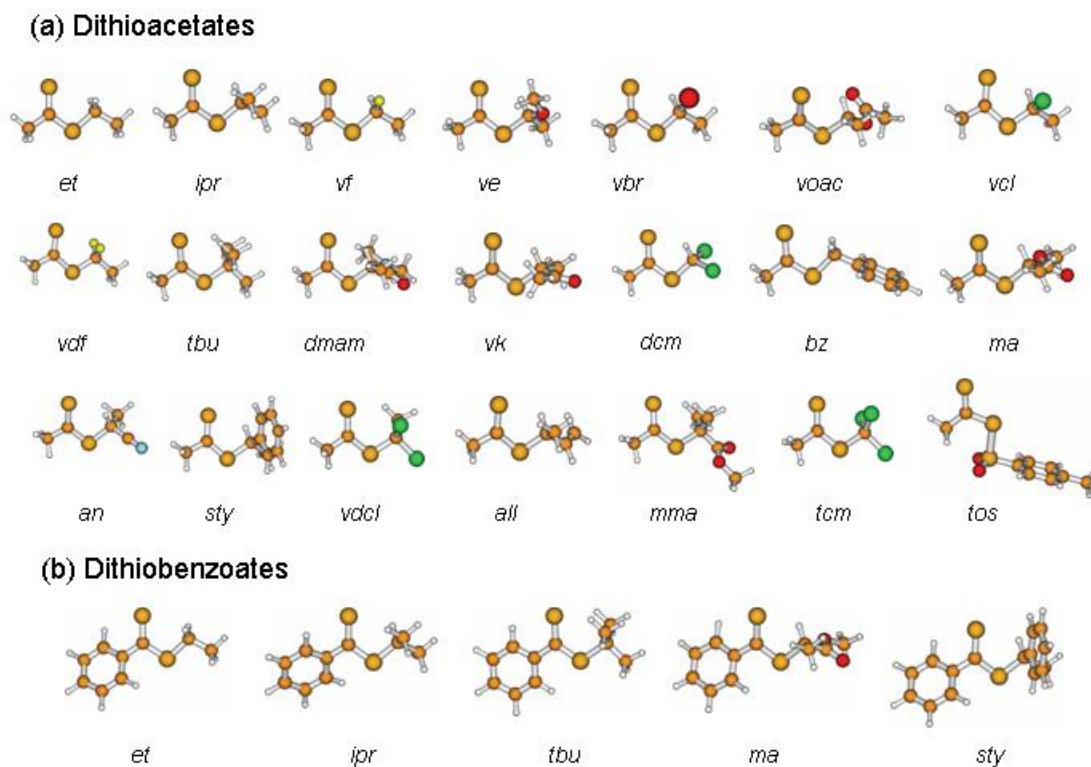 (a) Dithioacetates
et ipr vf ve vbr voac vcl
vdf tbu dmam vk dcm bz ma
an sty vdcl all mma tcm tos
(b) Dithiobenzoates
et ipr tbu ma sty